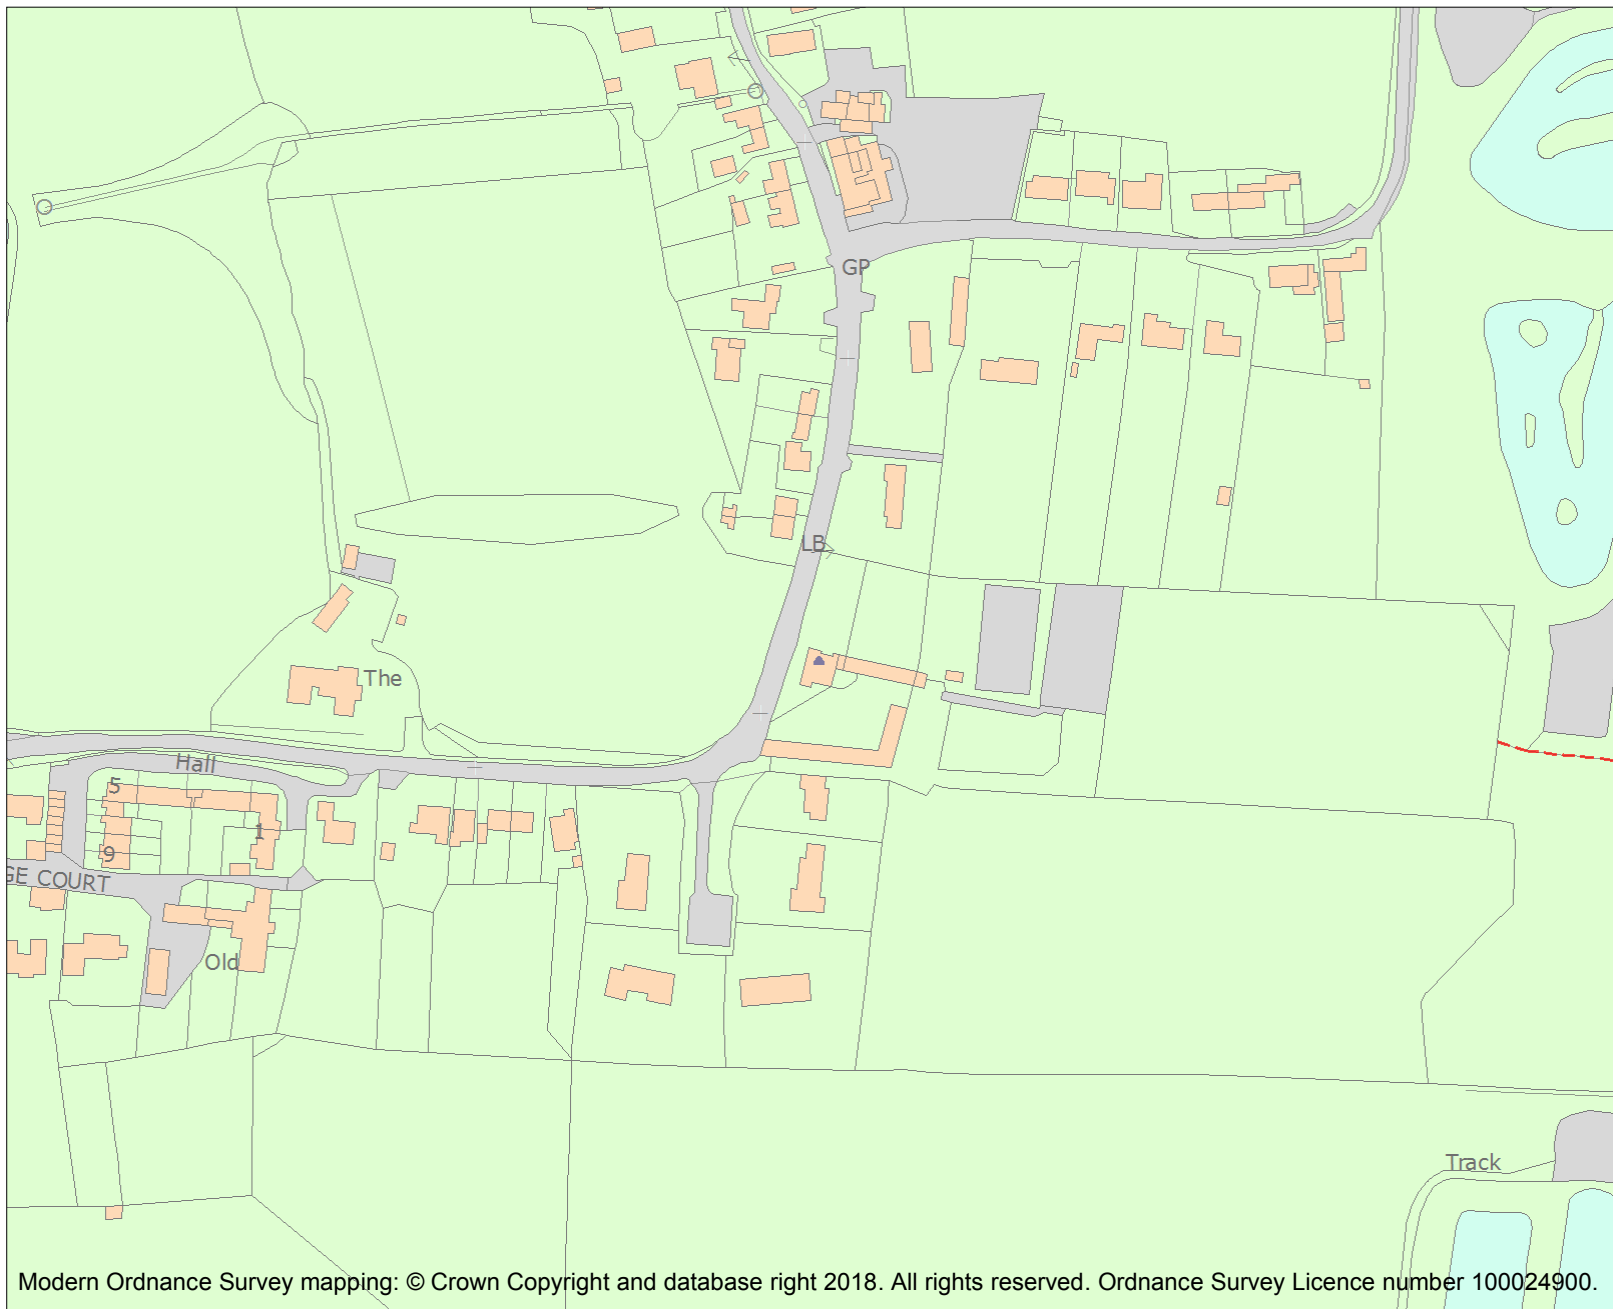 GP
LB
The
Hall
5
1
9
GE COURT
Old
Track
Modern Ordnance Survey mapping: © Crown Copyright and database right 2018. All rights reserved. Ordnance Survey Licence number 100024900.